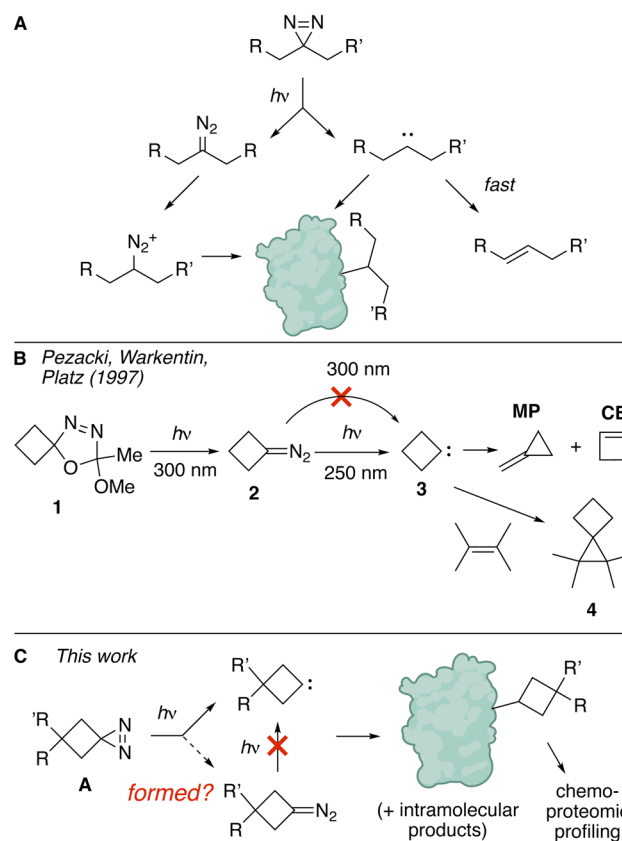 A
N=N
R R'
hν
N₂
R R
R R'
fast
N₂⁺
R R'
R
'R
R R'
B Pezacki, Warkentin,
Platz (1997)
300 nm
MP CB
N N
O Me
OMe
hν
300 nm
N₂
hν
250 nm
:
+
1 2 3
4
C This work
'R
R
N
N
A
hν
formed?
R'
R
:
hν
R'
R
N₂
R'
R
(+ intramolecular
products)
chemo-
proteomic
profiling